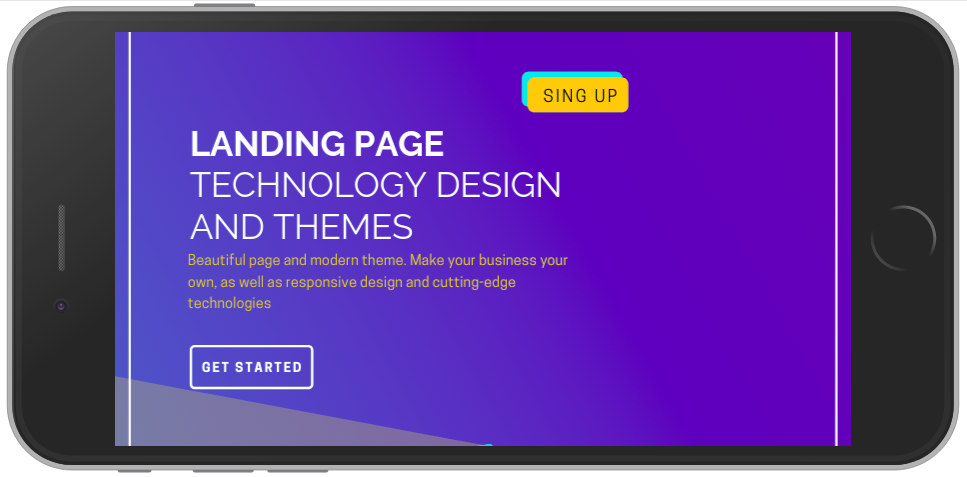 SING UP
LANDING PAGE
TECHNOLOGY DESIGN
AND THEMES
Beautiful page and modern theme. Make your business your
own, as well as responsive design and cutting-edge
technologies
GET STARTED